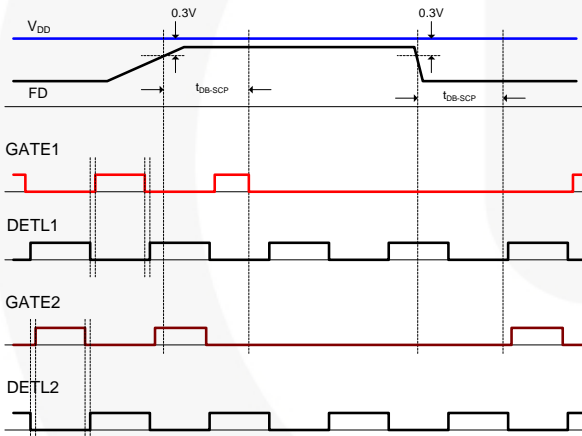 0.3V
0.3V
VDD
FD
tDB-SCP
tDB-SCP
GATE1
DETL1
GATE2
DETL2